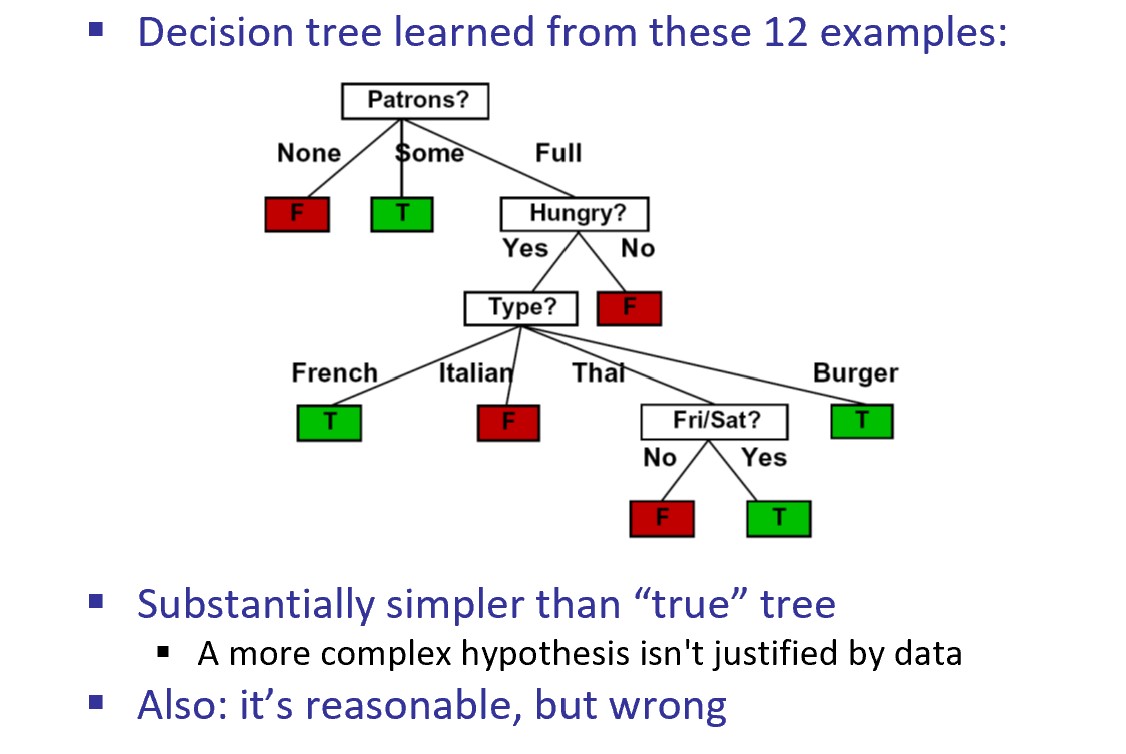 Decision tree learned from these 12 examples:
Patrons?
None Some Full
F T Hungry?
Yes No
Type? F
French Italian Thai Burger
T F Fri/Sat? T
No Yes
F T
Substantially simpler than “true” tree
A more complex hypothesis isn't justified by data
Also: it’s reasonable, but wrong